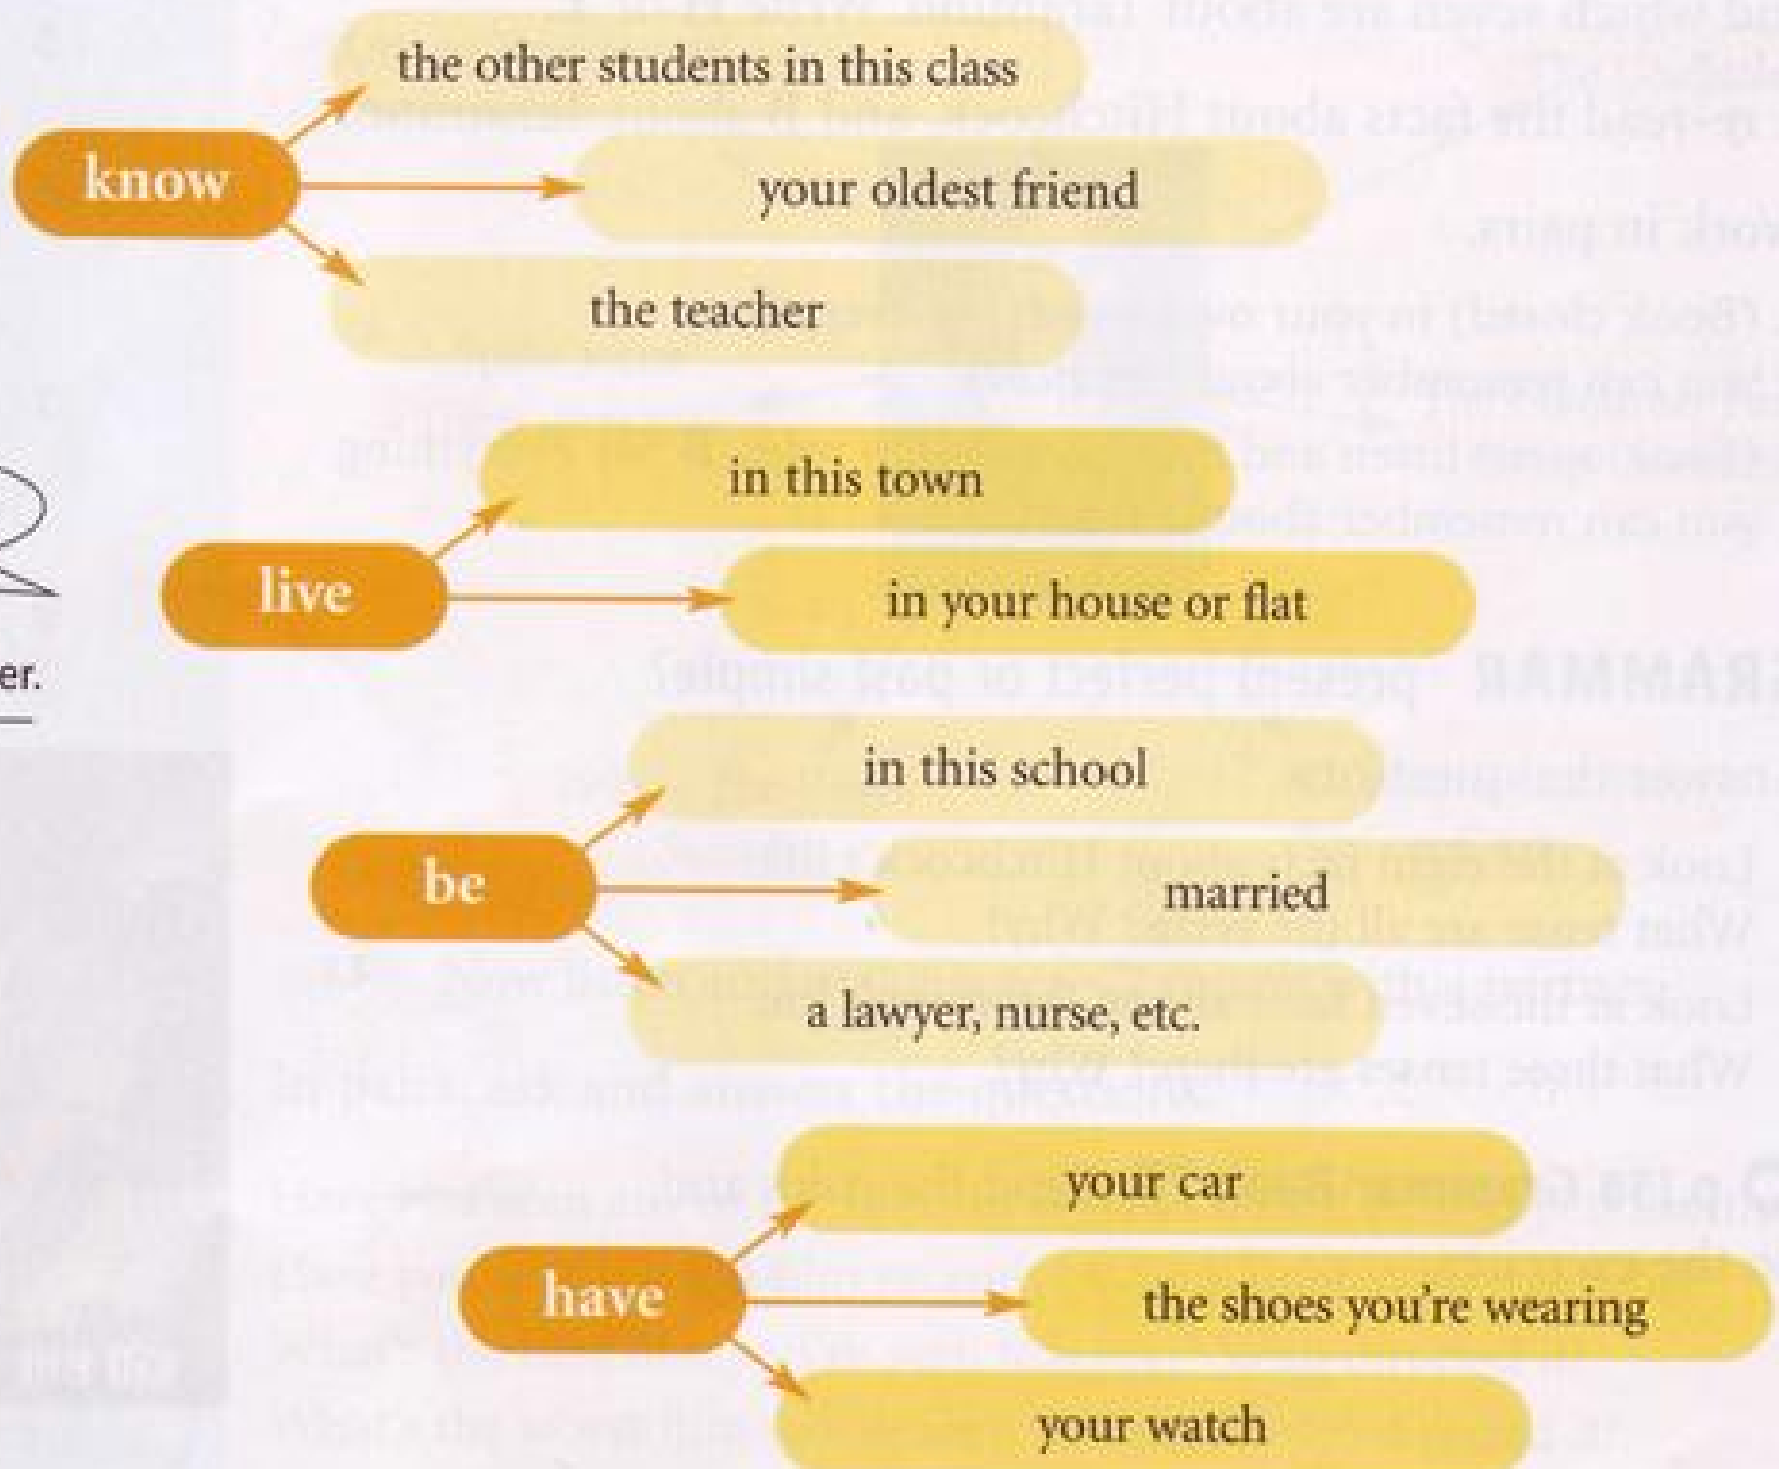 the other students in this class
know
your oldest friend
the teacher
in this town
live
in your house or flat
er.
in this school
be
married
a lawyer, nurse, etc.
your car
have
the shoes you're wearing
your watch